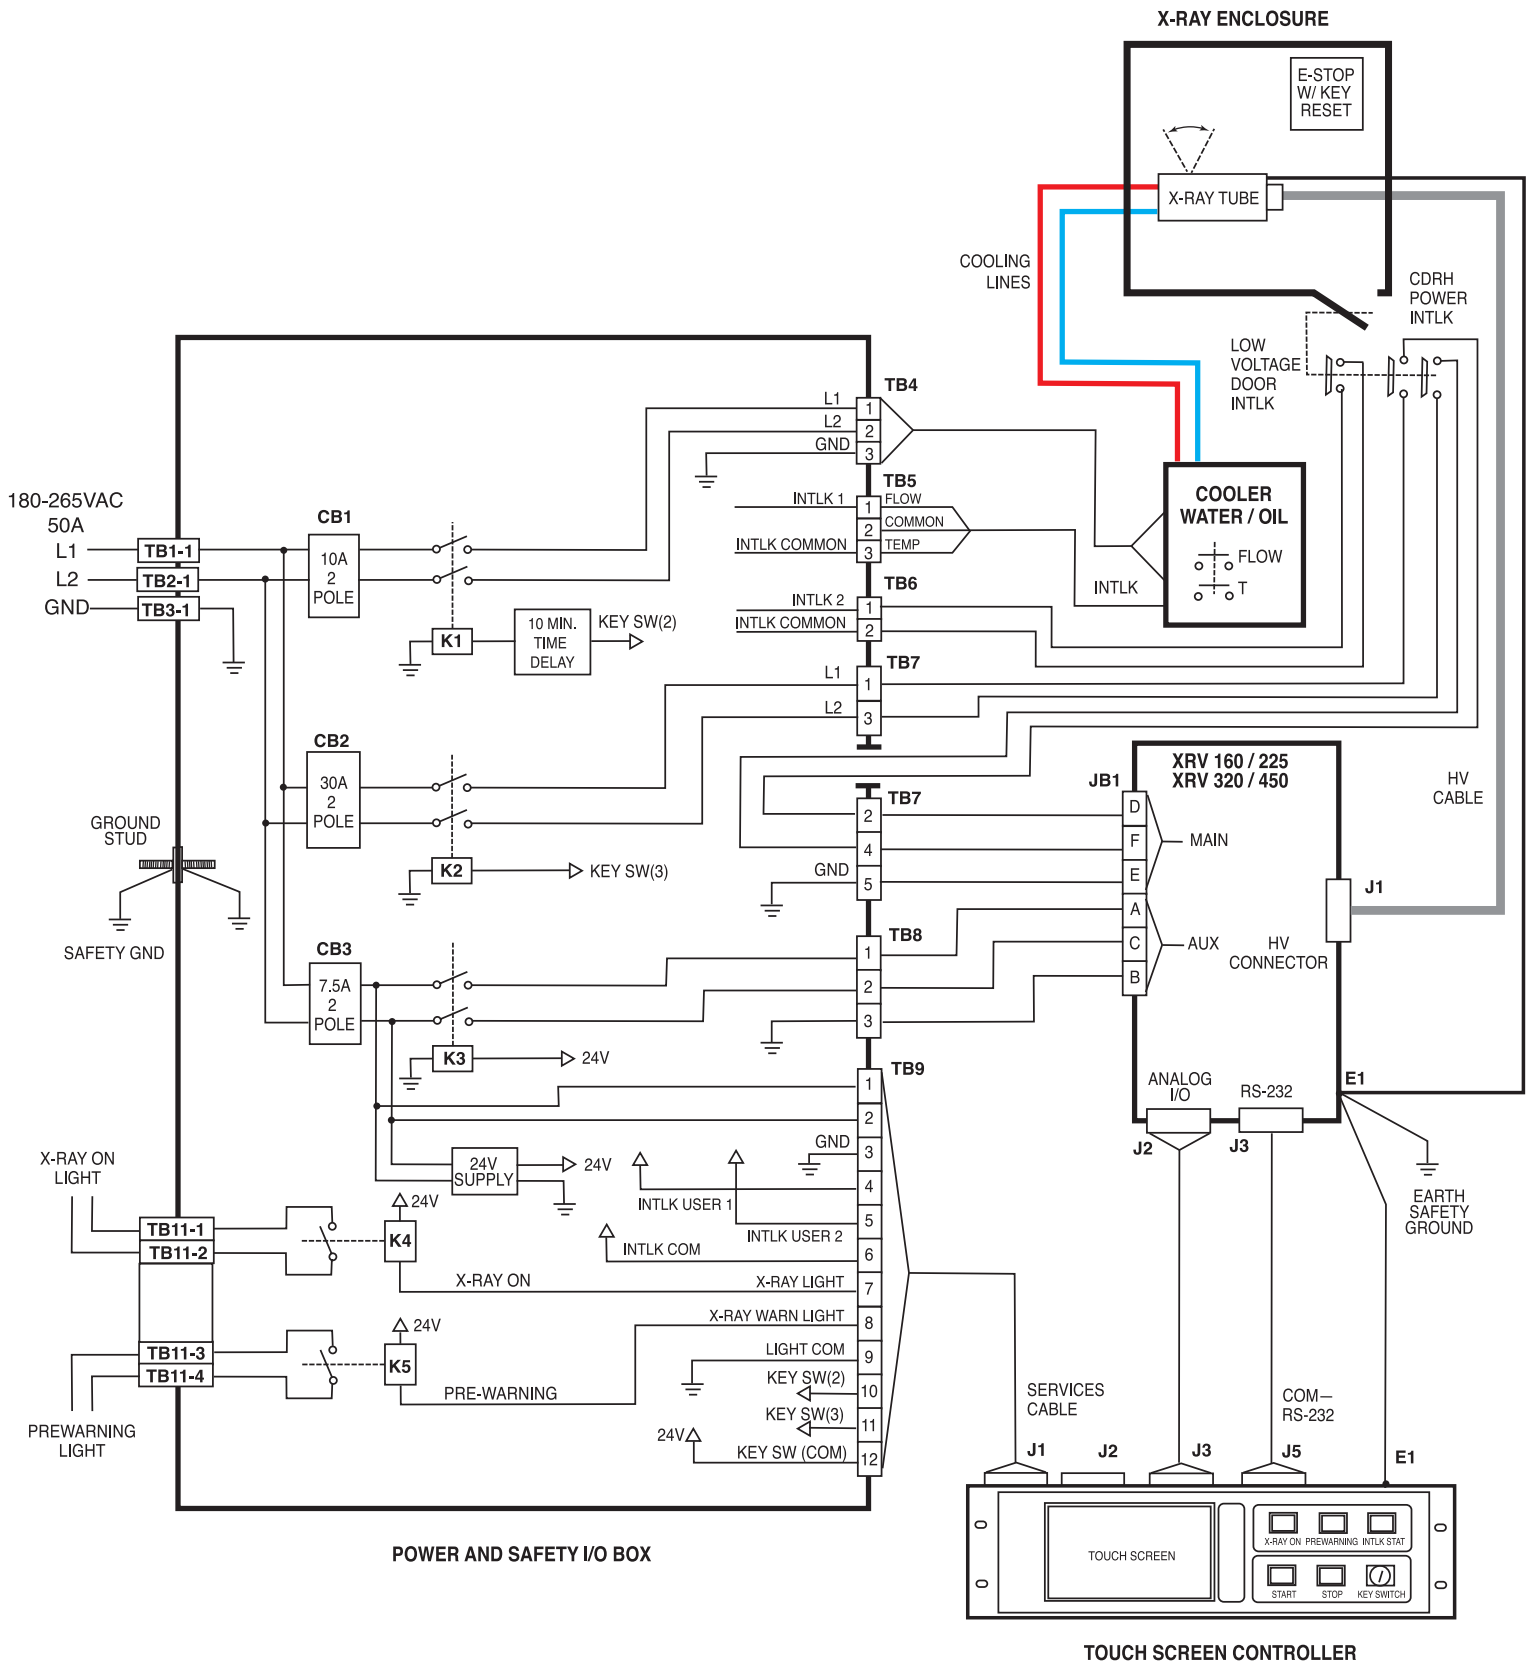 X-RAY ENCLOSURE
E-STOP
W/ KEY
RESET
X-RAY TUBE
COOLING
LINES
CDRH
POWER
INTLK
LOW
VOLTAGE
DOOR
INTLK
TB4
L1
1
L2
2
GND
3
TB5
INTLK 1
1
FLOW
2
COMMON
INTLK COMMON
3
TEMP
COOLER
WATER / OIL
FLOW
T
INTLK
180-265VAC
50A
L1
TB1-1
L2
TB2-1
GND
TB3-1
CB1
10A
2
POLE
TB6
INTLK 2
1
INTLK COMMON
2
K1
10 MIN.
TIME
DELAY
KEY SW(2)
TB7
L1
1
L2
3
CB2
30A
2
POLE
K2
KEY SW(3)
XRV 160 / 225
XRV 320 / 450
HV
CABLE
TB7
2
4
GND
5
JB1
D
F
E
A
C
B
MAIN
AUX
HV
CONNECTOR
J1
GROUND
STUD
SAFETY GND
CB3
7.5A
2
POLE
TB8
1
2
3
K3
24V
ANALOG
I/O
RS-232
E1
J2
J3
EARTH
SAFETY
GROUND
TB9
1
2
GND
3
24V
SUPPLY
24V
4
INTLK USER 1
5
INTLK USER 2
INTLK COM
6
X-RAY ON
LIGHT
TB11-1
TB11-2
24V
K4
X-RAY ON
X-RAY LIGHT
7
X-RAY WARN LIGHT
8
24V
TB11-3
TB11-4
K5
LIGHT COM
9
PRE-WARNING
KEY SW(2)
10
KEY SW(3)
11
24V
KEY SW (COM)
12
PREWARNING
LIGHT
SERVICES
CABLE
COM—
RS-232
J1
J2
J3
J5
E1
TOUCH SCREEN
X-RAY ON
PREWARNING
INTLK STAT
START
STOP
KEY SWITCH
POWER AND SAFETY I/O BOX
TOUCH SCREEN CONTROLLER